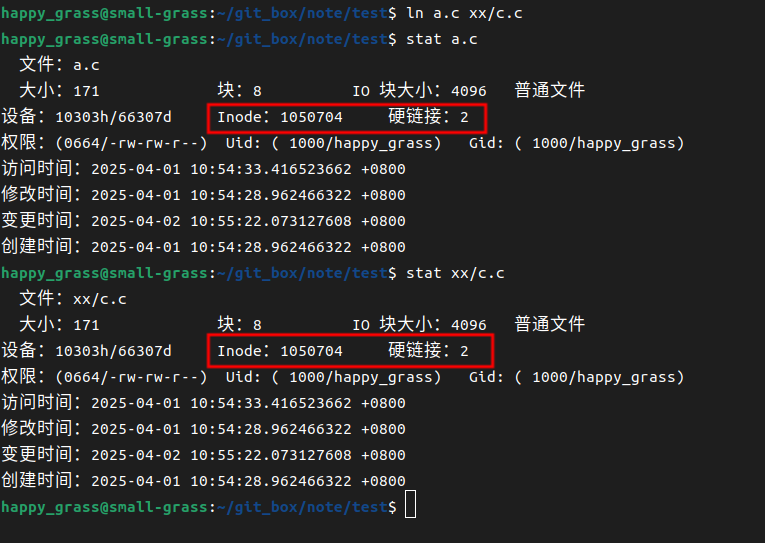 happy_grass@small-grass:~/git_box/note/test$ ln a.c xx/c.c
happy_grass@small-grass:~/git_box/note/test$ stat a.c
文件：a.c
大小：171 块：8 IO 块大小：4096 普通文件
设备：10303h/66307d Inode：1050704 硬链接：2
权限：(0664/-rw-rw-r--) Uid: ( 1000/happy_grass) Gid: ( 1000/happy_grass)
访问时间：2025-04-01 10:54:33.416523662 +0800
修改时间：2025-04-01 10:54:28.962466322 +0800
变更时间：2025-04-02 10:55:22.073127608 +0800
创建时间：2025-04-01 10:54:28.962466322 +0800
happy_grass@small-grass:~/git_box/note/test$ stat xx/c.c
文件：xx/c.c
大小：171 块：8 IO 块大小：4096 普通文件
设备：10303h/66307d Inode：1050704 硬链接：2
权限：(0664/-rw-rw-r--) Uid: ( 1000/happy_grass) Gid: ( 1000/happy_grass)
访问时间：2025-04-01 10:54:33.416523662 +0800
修改时间：2025-04-01 10:54:28.962466322 +0800
变更时间：2025-04-02 10:55:22.073127608 +0800
创建时间：2025-04-01 10:54:28.962466322 +0800
happy_grass@small-grass:~/git_box/note/test$